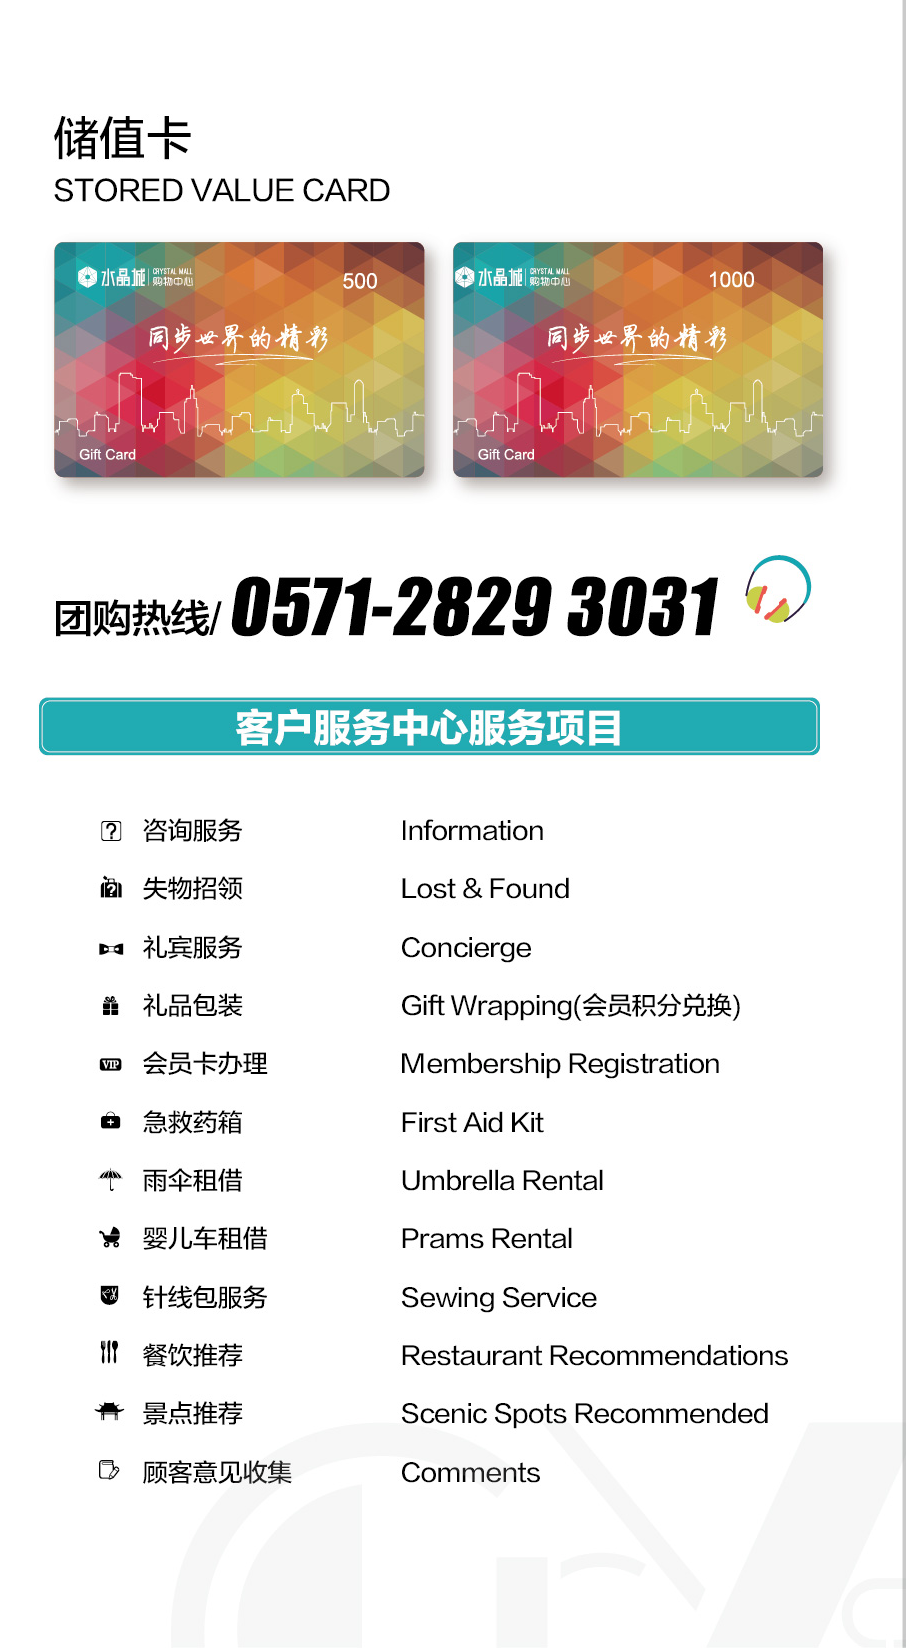 储值卡
STORED VALUE CARD
水晶城 CRYSTAL MALL 购物中心 500
同步世界的精彩
Gift Card
水晶城 CRYSTAL MALL 购物中心 1000
同步世界的精彩
Gift Card
团购热线/ 0571-2829 3031
客户服务中心服务项目
咨询服务 Information
失物招领 Lost & Found
礼宾服务 Concierge
礼品包装 Gift Wrapping(会员积分兑换)
VIP 会员卡办理 Membership Registration
急救药箱 First Aid Kit
雨伞租借 Umbrella Rental
婴儿车租借 Prams Rental
针线包服务 Sewing Service
餐饮推荐 Restaurant Recommendations
景点推荐 Scenic Spots Recommended
顾客意见收集 Comments